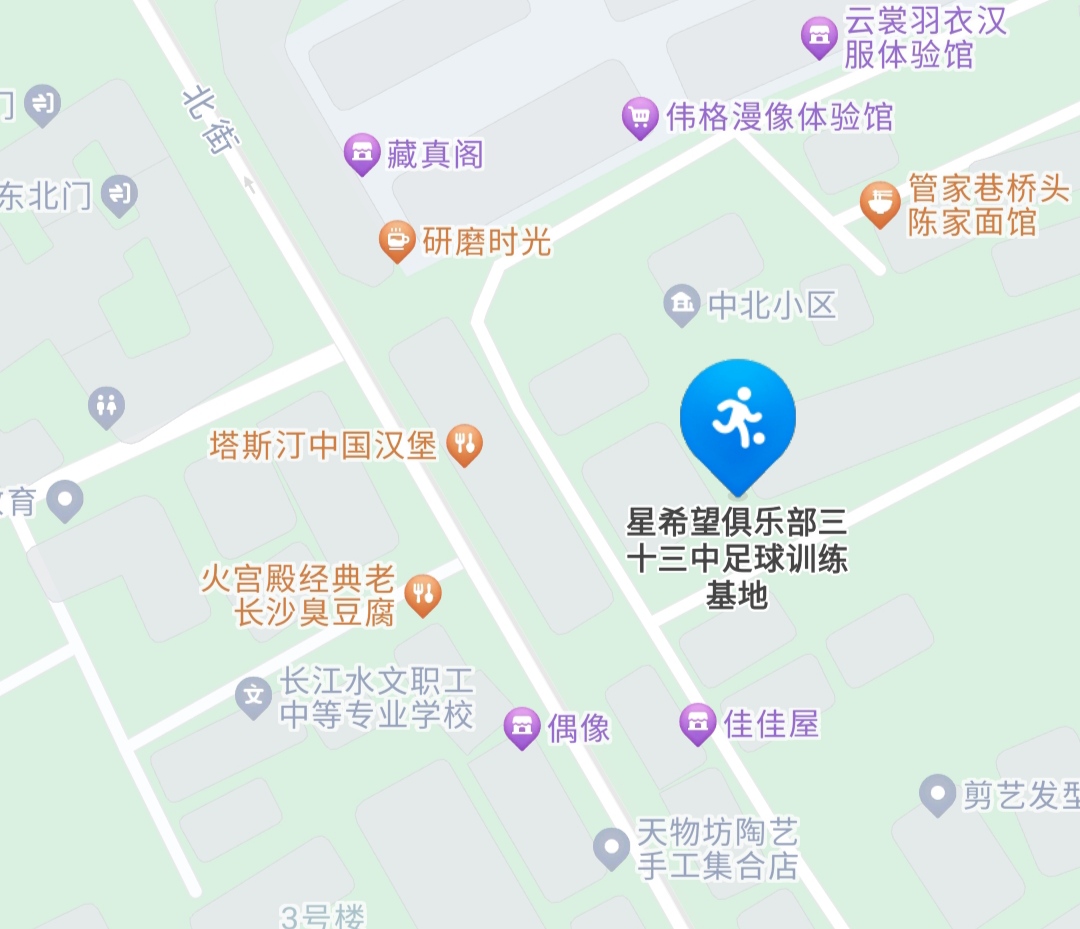 云裳羽衣汉
服体验馆
门
伟格漫像体验馆
北街
藏真阁
东北门
管家巷桥头
陈家面馆
研磨时光
中北小区
塔斯汀中国汉堡
育
星希望俱乐部三
十三中足球训练
基地
火宫殿经典老
长沙臭豆腐
长江水文职工
中等专业学校
偶像
佳佳屋
剪艺发型
天物坊陶艺
手工集合店
3号楼